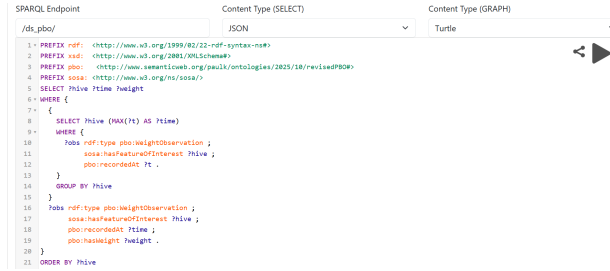 SPARQL Endpoint Content Type (SELECT) Content Type (GRAPH)
/ds_pbo/ JSON Turtle
1 PREFIX rdf: <http://www.w3.org/1999/02/22-rdf-syntax-ns#>
2 PREFIX xsd: <http://www.w3.org/2001/XMLSchema#>
3 PREFIX pbo: <http://www.semanticweb.org/paulk/ontologies/2025/10/revisedPBO#>
4 PREFIX sosa: <http://www.w3.org/ns/sosa/>
5 SELECT ?hive ?time ?weight
6 WHERE {
7 {
8 SELECT ?hive (MAX(?t) AS ?time)
9 WHERE {
10 ?obs rdf:type pbo:WeightObservation ;
11 sosa:hasFeatureOfInterest ?hive ;
12 pbo:recordedAt ?t .
13 }
14 GROUP BY ?hive
15 }
16 ?obs rdf:type pbo:WeightObservation ;
17 sosa:hasFeatureOfInterest ?hive ;
18 pbo:recordedAt ?time ;
19 pbo:hasWeight ?weight .
20 }
21 ORDER BY ?hive